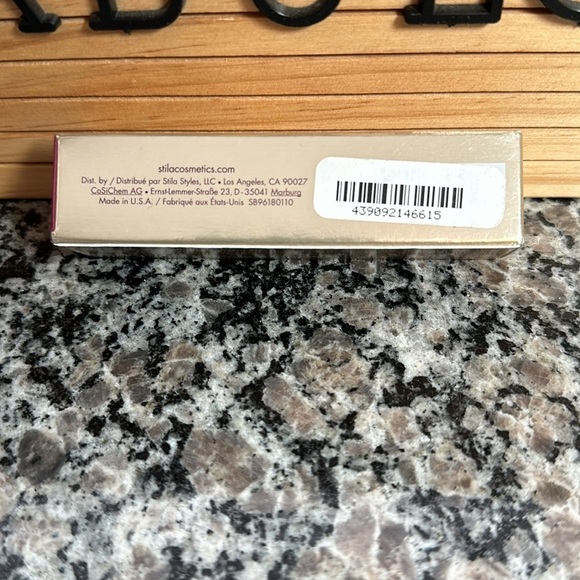 stilacosmetics.com
Dist. by / Distribué par Stila Styles, LLC • Los Angeles, CA 90027
CoSiChem AG • Ernst-Lemmer-Straße 23, D - 35041 Marburg
Made in U.S.A. / Fabriqué aux États-Unis SB96180110
439092146615